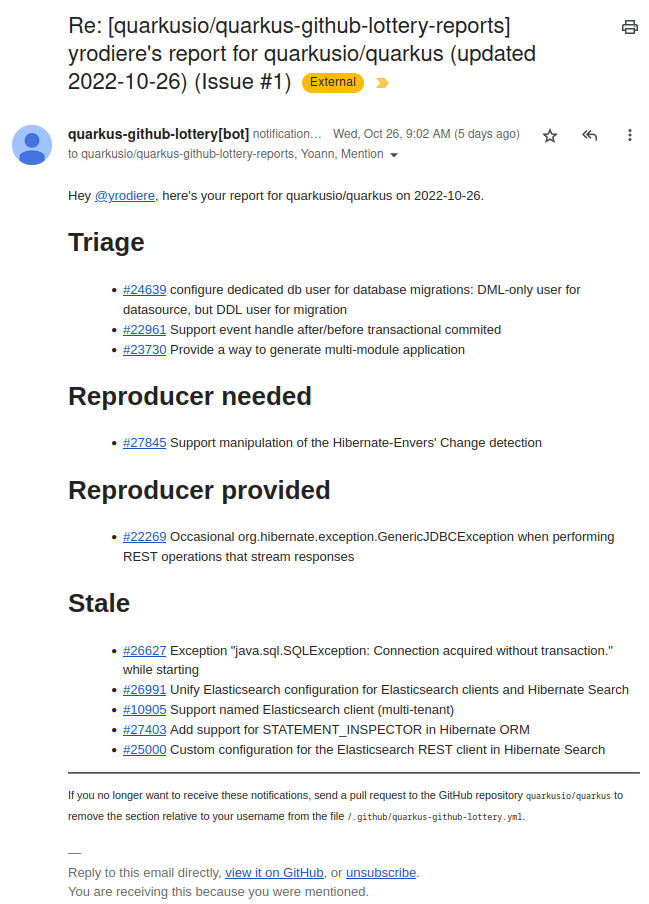 Re: [quarkusio/quarkus-github-lottery-reports]
yrodiere's report for quarkusio/quarkus (updated
2022-10-26) (Issue #1) External
quarkus-github-lottery[bot] notification… Wed, Oct 26, 9:02 AM (5 days ago)
to quarkusio/quarkus-github-lottery-reports, Yoann, Mention
Hey @yrodiere, here's your report for quarkusio/quarkus on 2022-10-26.
Triage
• #24639 configure dedicated db user for database migrations: DML-only user for
datasource, but DDL user for migration
• #22961 Support event handle after/before transactional commited
• #23730 Provide a way to generate multi-module application
Reproducer needed
• #27845 Support manipulation of the Hibernate-Envers' Change detection
Reproducer provided
• #22269 Occasional org.hibernate.exception.GenericJDBCException when performing
REST operations that stream responses
Stale
• #26627 Exception "java.sql.SQLException: Connection acquired without transaction."
while starting
• #26991 Unify Elasticsearch configuration for Elasticsearch clients and Hibernate Search
• #10905 Support named Elasticsearch client (multi-tenant)
• #27403 Add support for STATEMENT_INSPECTOR in Hibernate ORM
• #25000 Custom configuration for the Elasticsearch REST client in Hibernate Search
If you no longer want to receive these notifications, send a pull request to the GitHub repository quarkusio/quarkus to
remove the section relative to your username from the file /.github/quarkus-github-lottery.yml.
—
Reply to this email directly, view it on GitHub, or unsubscribe.
You are receiving this because you were mentioned.